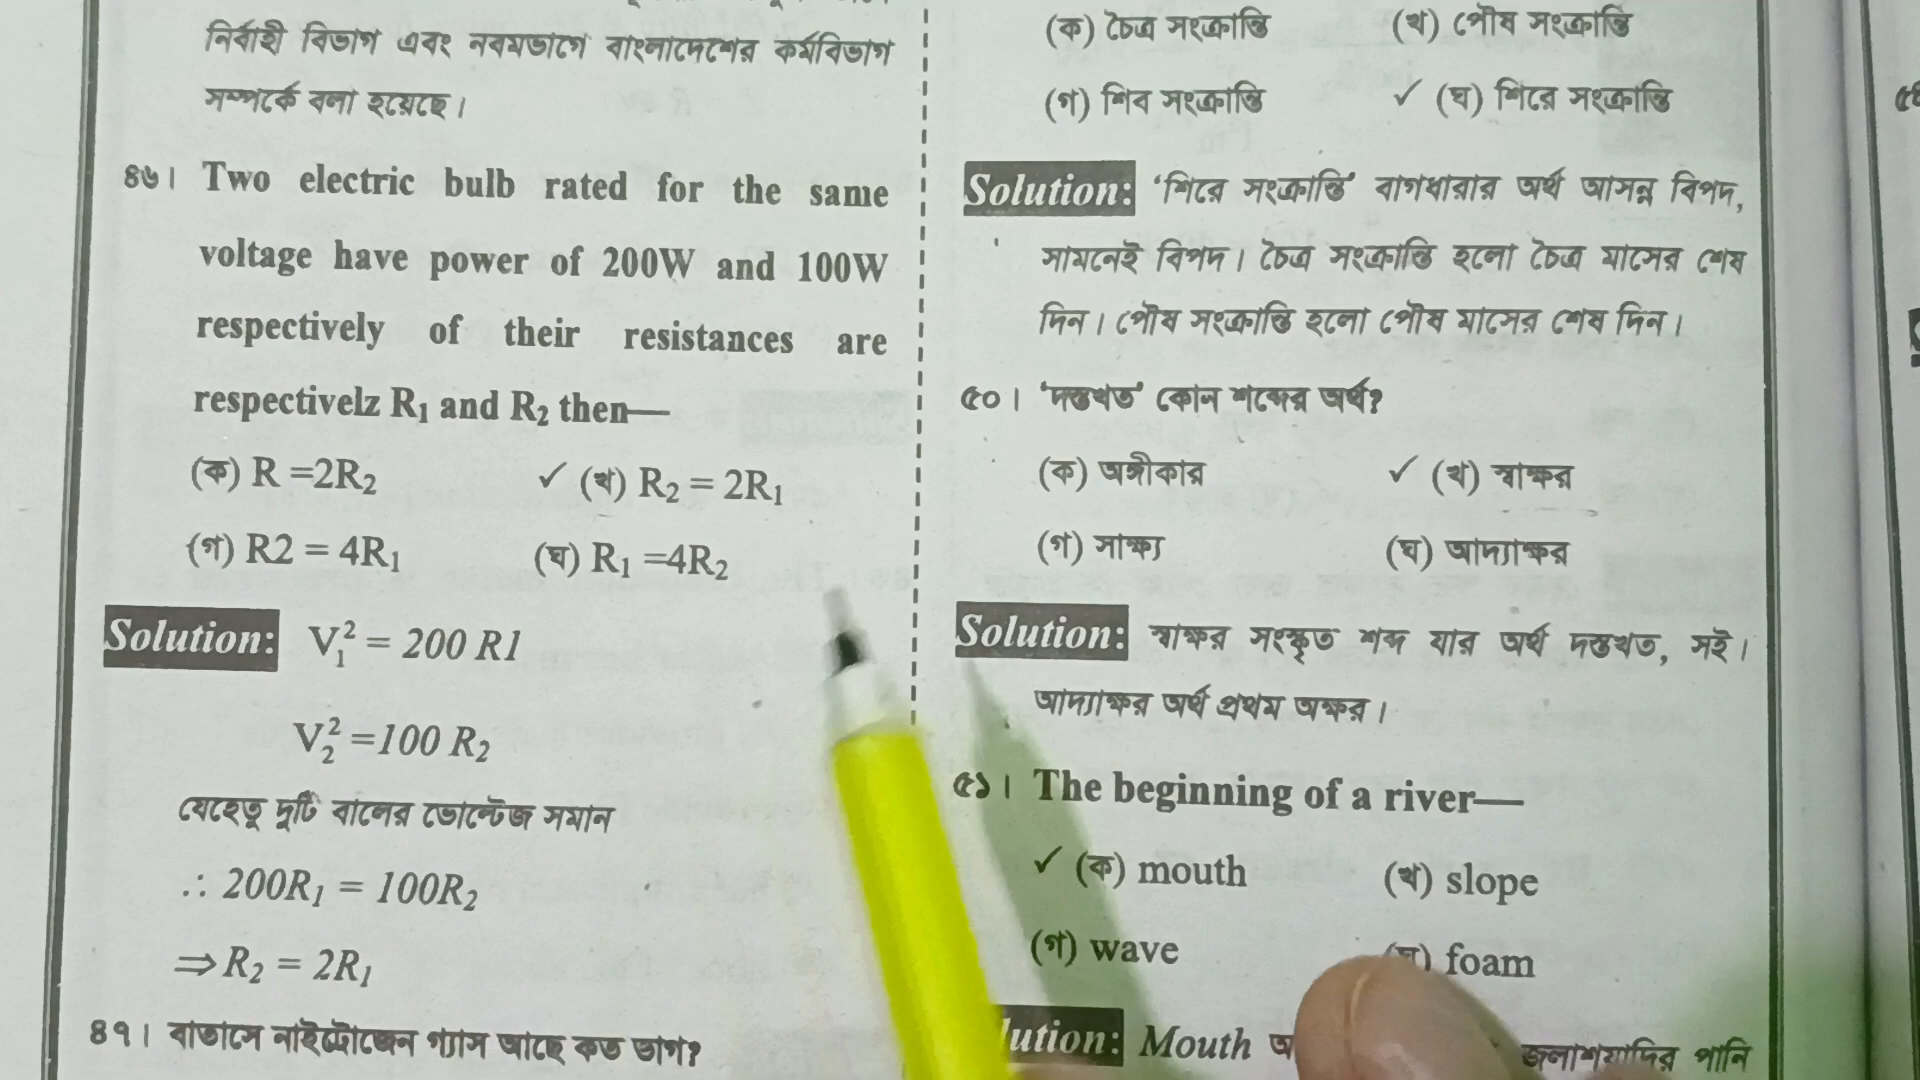 নির্বাহী বিভাগ এবং নবমভাগে বাংলাদেশের কর্মবিভাগ
সম্পর্কে বলা হয়েছে।
৪৬। Two electric bulb rated for the same
voltage have power of 200W and 100W
respectively of their resistances are
respectivelz R₁ and R₂ then—
(ক) R =2R₂ ✓ (খ) R₂ = 2R₁
(গ) R2 = 4R₁ (ঘ) R₁ =4R₂
Solution: V₁² = 200 R1
V₂² =100 R₂
যেহেতু দুটি বাল্বের ভোল্টেজ সমান
∴ 200R₁ = 100R₂
⇒ R₂ = 2R₁
৪৭। বাতাসে নাইট্রোজেন গ্যাস আছে কত ভাগ?
(ক) চৈত্র সংক্রান্তি (খ) পৌষ সংক্রান্তি
(গ) শিব সংক্রান্তি ✓ (ঘ) শিরে সংক্রান্তি
Solution: ‘শিরে সংক্রান্তি’ বাগধারার অর্থ আসন্ন বিপদ,
সামনেই বিপদ। চৈত্র সংক্রান্তি হলো চৈত্র মাসের শেষ
দিন। পৌষ সংক্রান্তি হলো পৌষ মাসের শেষ দিন।
৫০। ‘দস্তখত’ কোন শব্দের অর্থ?
(ক) অঙ্গীকার ✓ (খ) স্বাক্ষর
(গ) সাক্ষ্য (ঘ) আদ্যাক্ষর
Solution: স্বাক্ষর সংস্কৃত শব্দ যার অর্থ দস্তখত, সই।
আদ্যাক্ষর অর্থ প্রথম অক্ষর।
৫১। The beginning of a river—
✓ (ক) mouth (খ) slope
(গ) wave (ঘ) foam
lution: Mouth জলাশয়াদির পানি